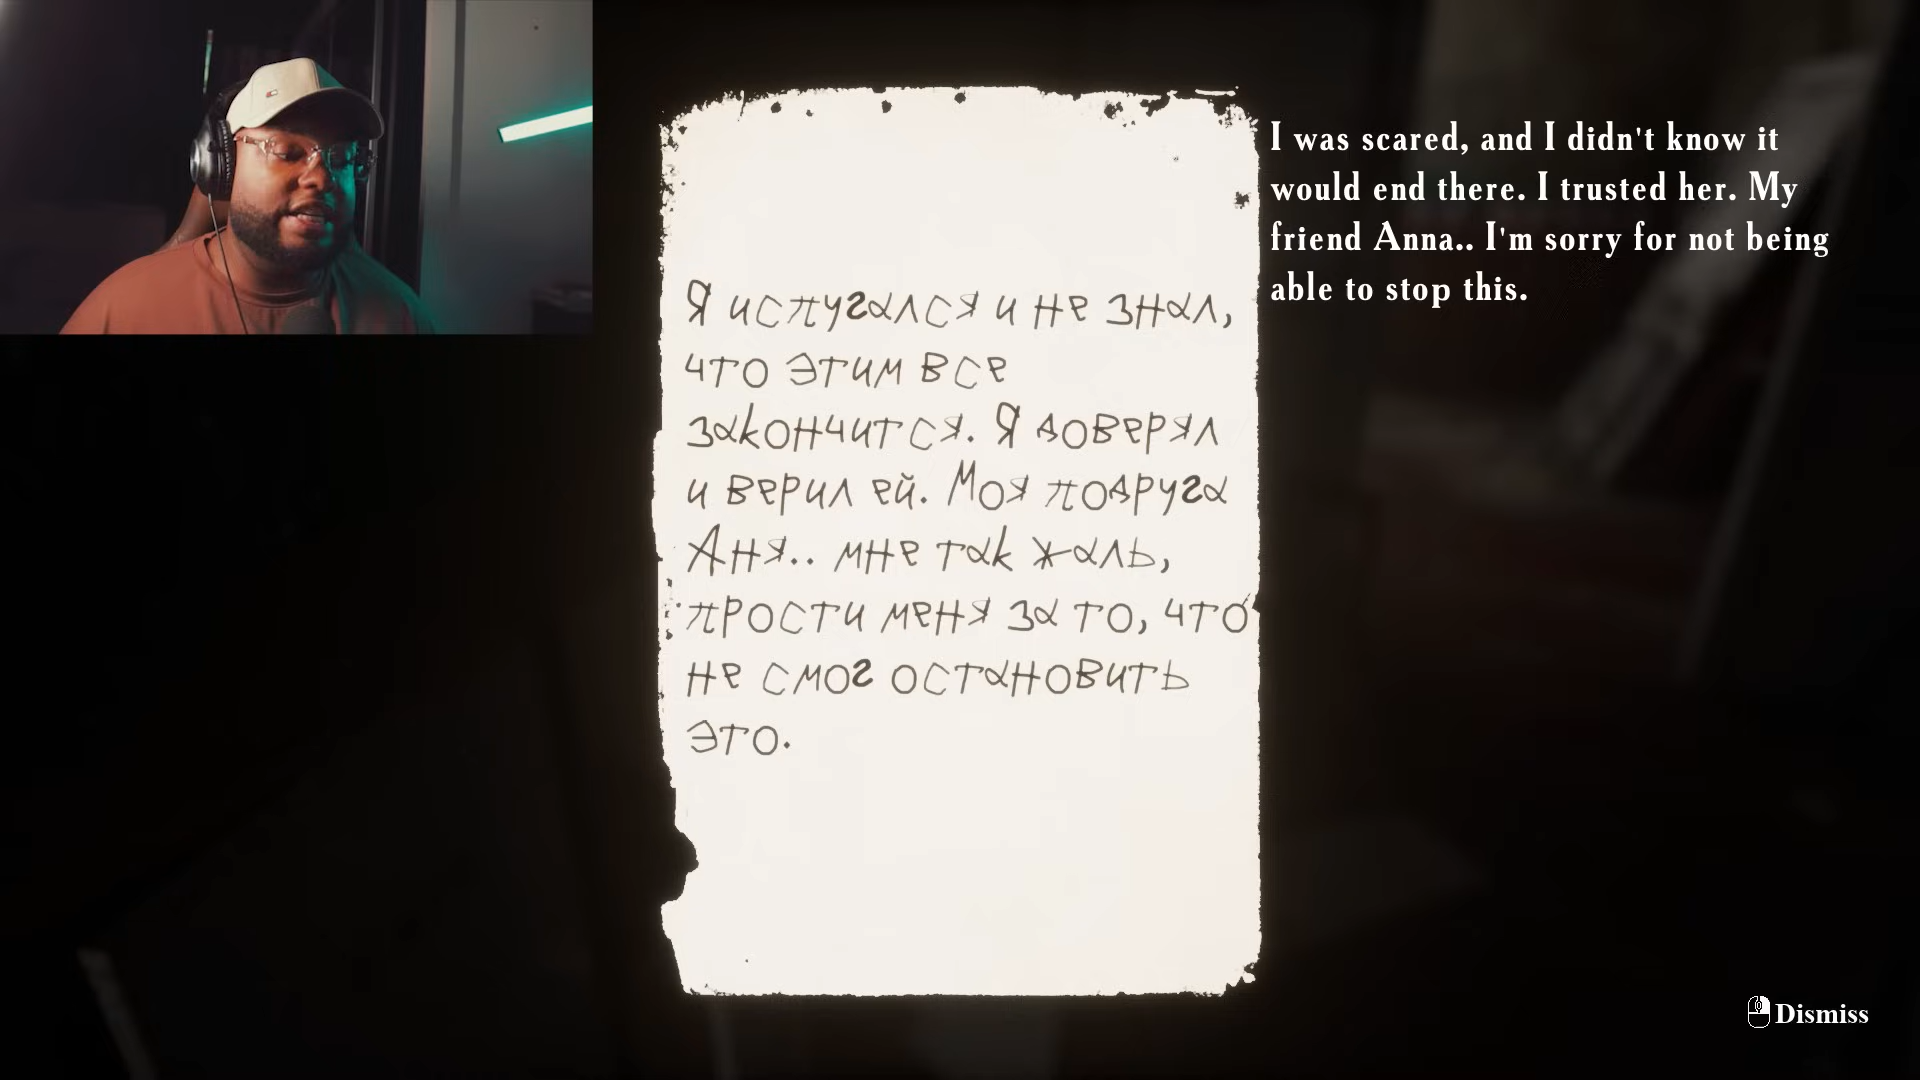 Я испугался и не знал,
что этим все
закончится. Я доверял
и верил ей. Моя подруга
Аня.. мне так жаль,
прости меня за то, что
не смог остановить
это.
I was scared, and I didn't know it
would end there. I trusted her. My
friend Anna.. I'm sorry for not being
able to stop this.
Dismiss